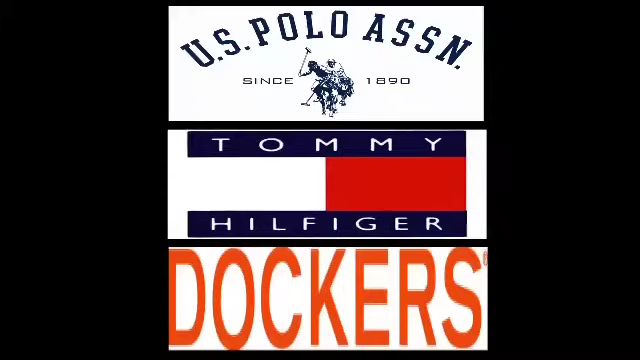 U.S. POLO ASSN.
SINCE 1890
TOMMY
HILFIGER
DOCKERS